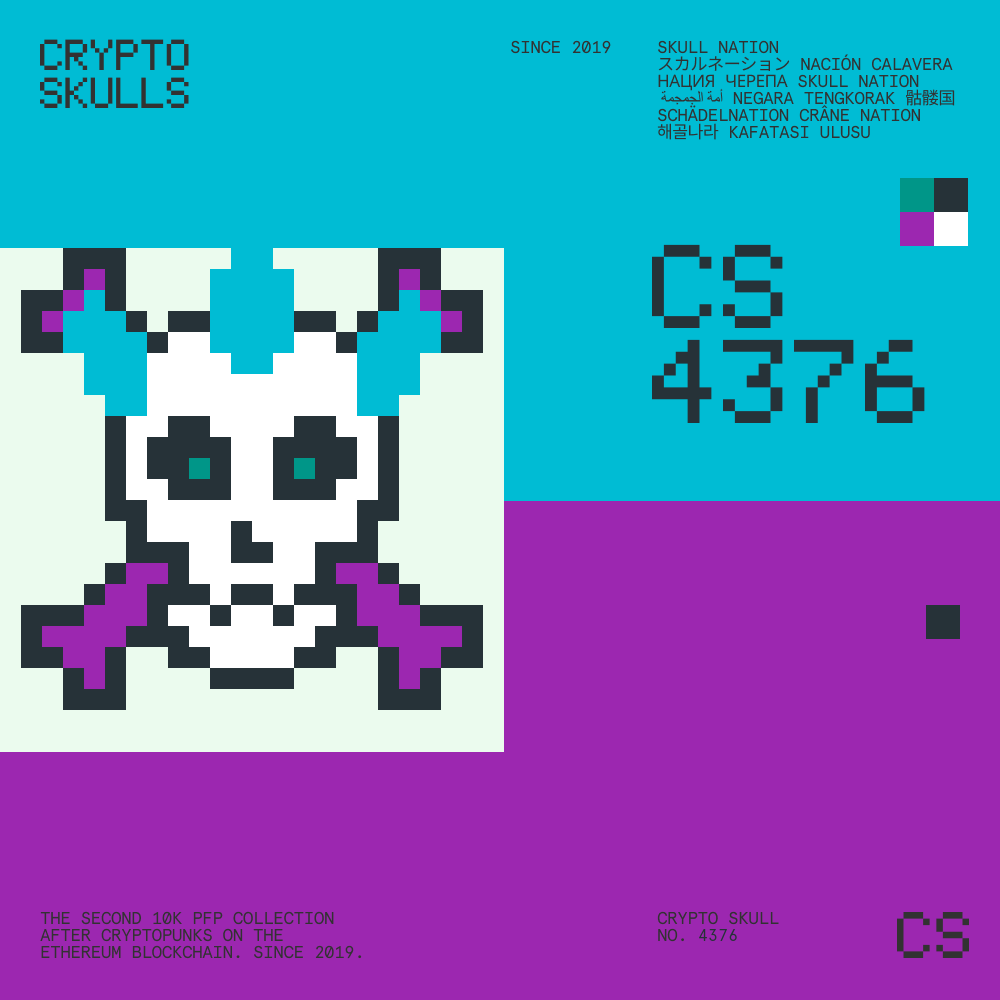 CRYPTO
SKULLS
SINCE 2019
SKULL NATION
スカルネーション NACIÓN CALAVERA
НАЦИЯ ЧЕРЕПА SKULL NATION
أمة الجمجمة NEGARA TENGKORAK 骷髅国
SCHÄDELNATION CRÂNE NATION
해골나라 KAFATASI ULUSU
CS
4376
THE SECOND 10K PFP COLLECTION
AFTER CRYPTOPUNKS ON THE
ETHEREUM BLOCKCHAIN. SINCE 2019.
CRYPTO SKULL
NO. 4376
CS